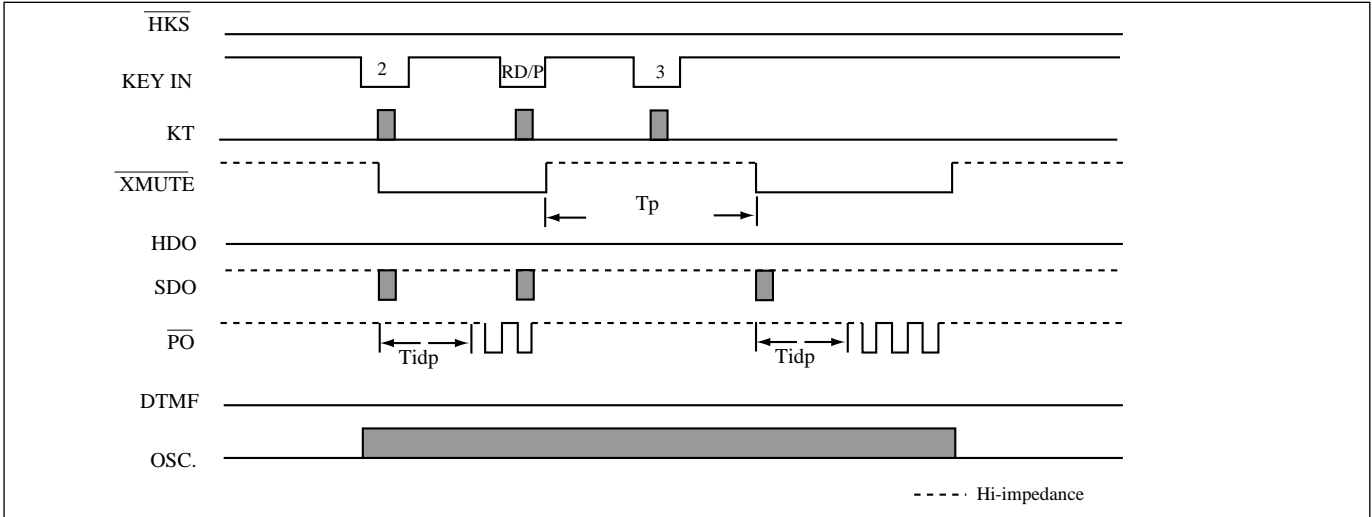 HKS
KEY IN
2
RD/P
3
KT
XMUTE
Tp
HDO
SDO
PO
Tidp
Tidp
DTMF
OSC.
Hi-impedance